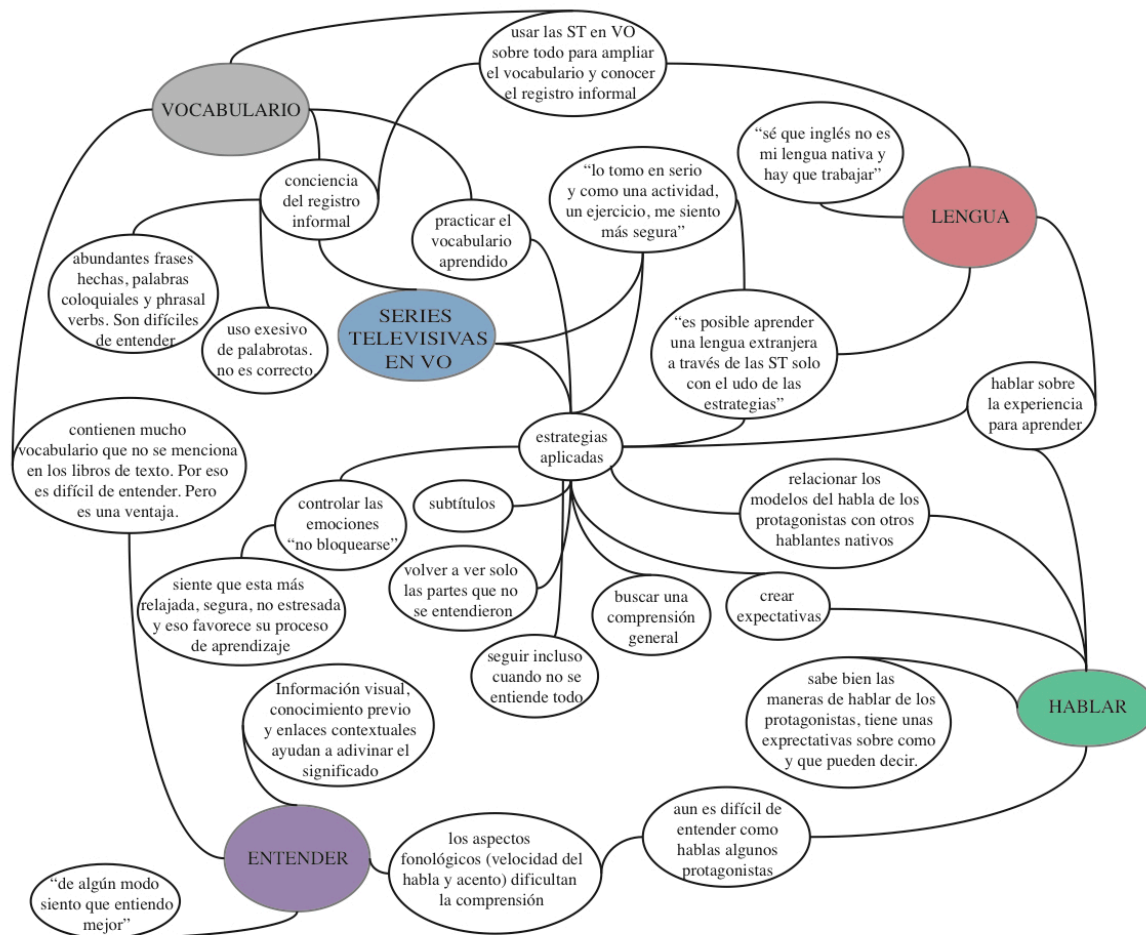 usar las ST en VO
sobre todo para ampliar
el vocabulario y conocer
el registro informal
VOCABULARIO
“sé que inglés no es
mi lengua nativa y
hay que trabajar”
“lo tomo en serio
y como una actividad,
un ejercicio, me siento
más segura”
conciencia
del registro
informal
LENGUA
practicar el
vocabulario
aprendido
abundantes frases
hechas, palabras
coloquiales y phrasal
verbs. Son difíciles
de entender
SERIES
TELEVISIVAS
EN VO
uso exesivo
de palabrotas.
no es correcto
“es posible aprender
una lengua extranjera
a través de las ST solo
con el udo de las
estrategias”
hablar sobre
la experiencia
para aprender
contienen mucho
vocabulario que no se menciona
en los libros de texto. Por eso
es difícil de entender. Pero
es una ventaja.
estrategias
aplicadas
relacionar los
modelos del habla de los
protagonistas con otros
hablantes nativos
controlar las
emociones
“no bloquearse”
subtítulos
volver a ver solo
las partes que no
se entendieron
siente que esta más
relajada, segura, no estresada
y eso favorece su proceso
de aprendizaje
buscar una
comprensión
general
crear
expectativas
seguir incluso
cuando no se
entiende todo
Información visual,
conocimiento previo
y enlaces contextuales
ayudan a adivinar el
significado
sabe bien las
maneras de hablar de los
protagonistas, tiene unas
exprectativas sobre como
y que pueden decir.
HABLAR
aun es difícil de
entender como
hablas algunos
protagonistas
los aspectos
fonológicos (velocidad del
habla y acento) dificultan
la comprensión
ENTENDER
“de algún modo
siento que entiendo
mejor”